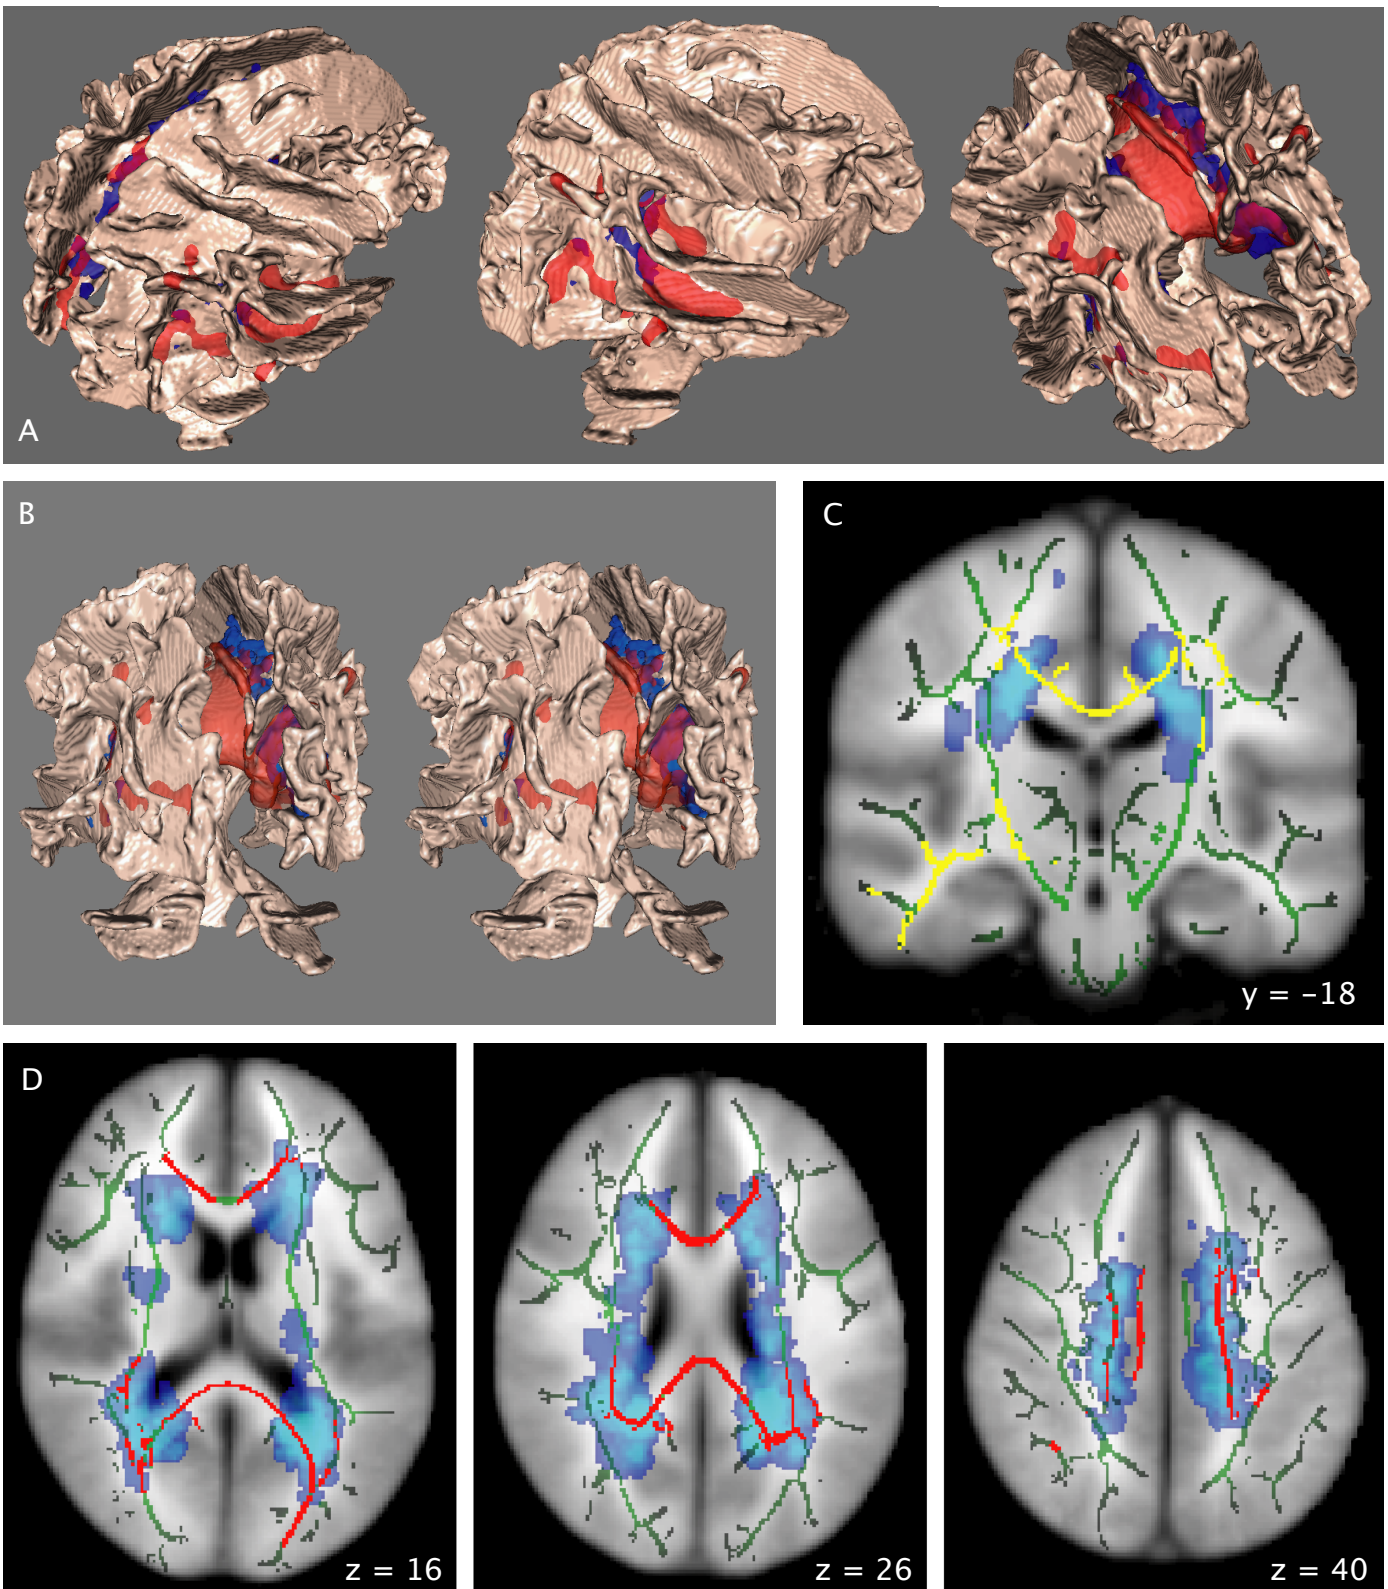 A
B
C
y = −18
D
z = 16
z = 26
z = 40